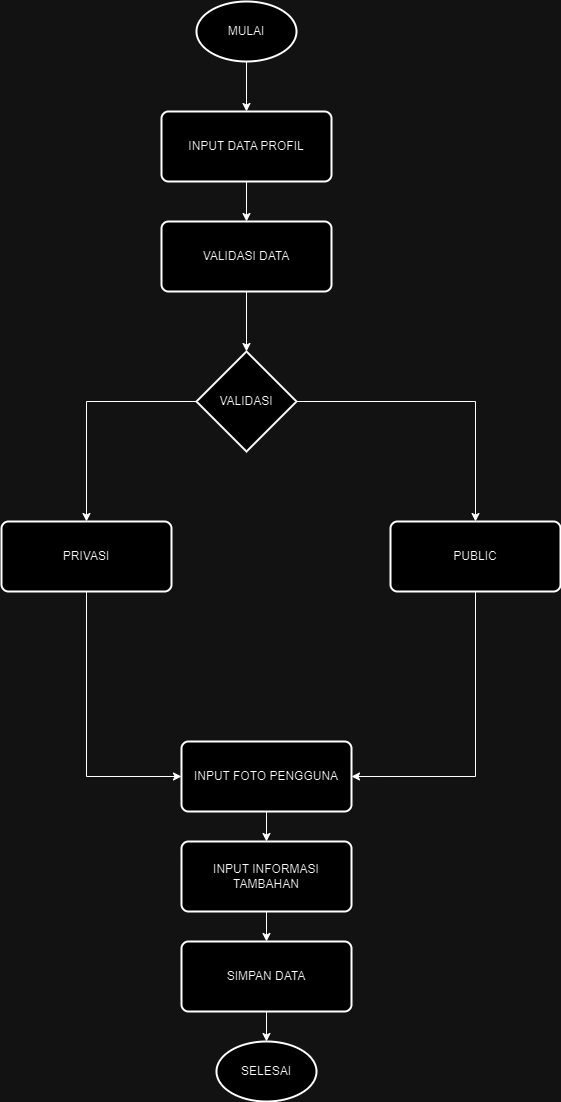 MULAI
INPUT DATA PROFIL
VALIDASI DATA
VALIDASI
PRIVASI
PUBLIC
INPUT FOTO PENGGUNA
INPUT INFORMASI
TAMBAHAN
SIMPAN DATA
SELESAI